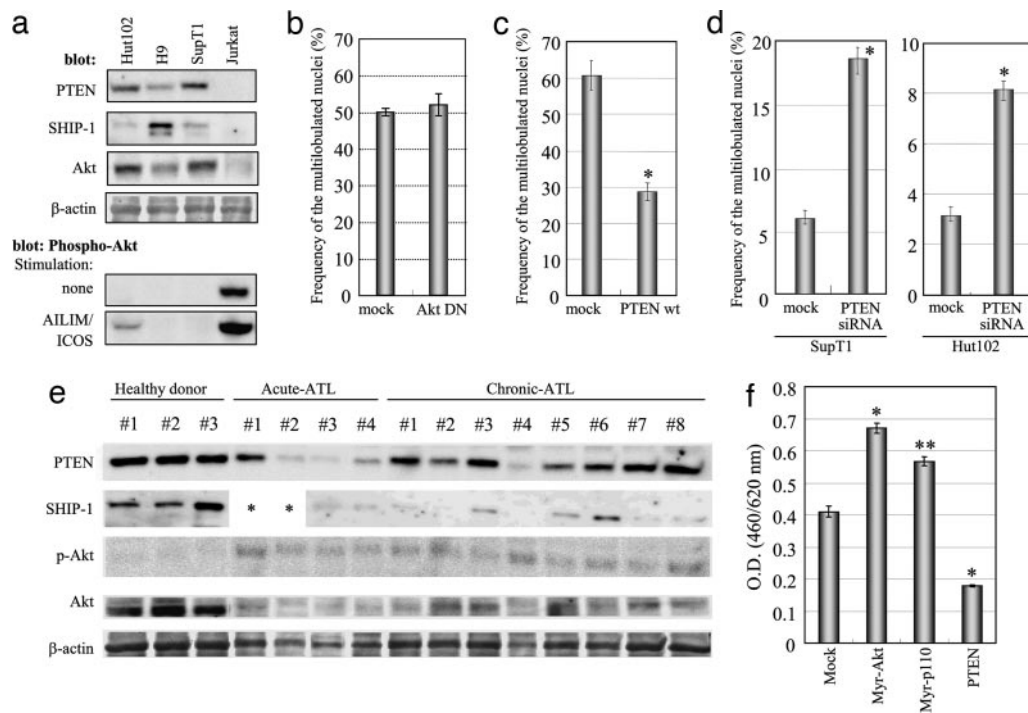 a
blot:
Hut102
H9
SupT1
Jurkat
PTEN
SHIP-1
Akt
β-actin
blot: Phospho-Akt
Stimulation:
none
AILIM/
ICOS
b
Frequency of the multilobulated nuclei (%)
70
60
50
40
30
20
10
0
mock
Akt DN
c
Frequency of the multilobulated nuclei (%)
70
60
50
40
30
20
10
0
*
mock
PTEN wt
d
Frequency of the multilobulated nuclei (%)
20
15
10
5
0
*
mock
PTEN
siRNA
SupT1
10
8
6
4
2
0
*
mock
PTEN
siRNA
Hut102
e
Healthy donor
Acute-ATL
Chronic-ATL
#1 #2 #3 #1 #2 #3 #4 #1 #2 #3 #4 #5 #6 #7 #8
PTEN
SHIP-1
* *
p-Akt
Akt
β-actin
f
O.D. (460/620 nm)
0.8
0.7
0.6
0.5
0.4
0.3
0.2
0.1
0
*
**
*
Mock
Myr-Akt
Myr-p110
PTEN